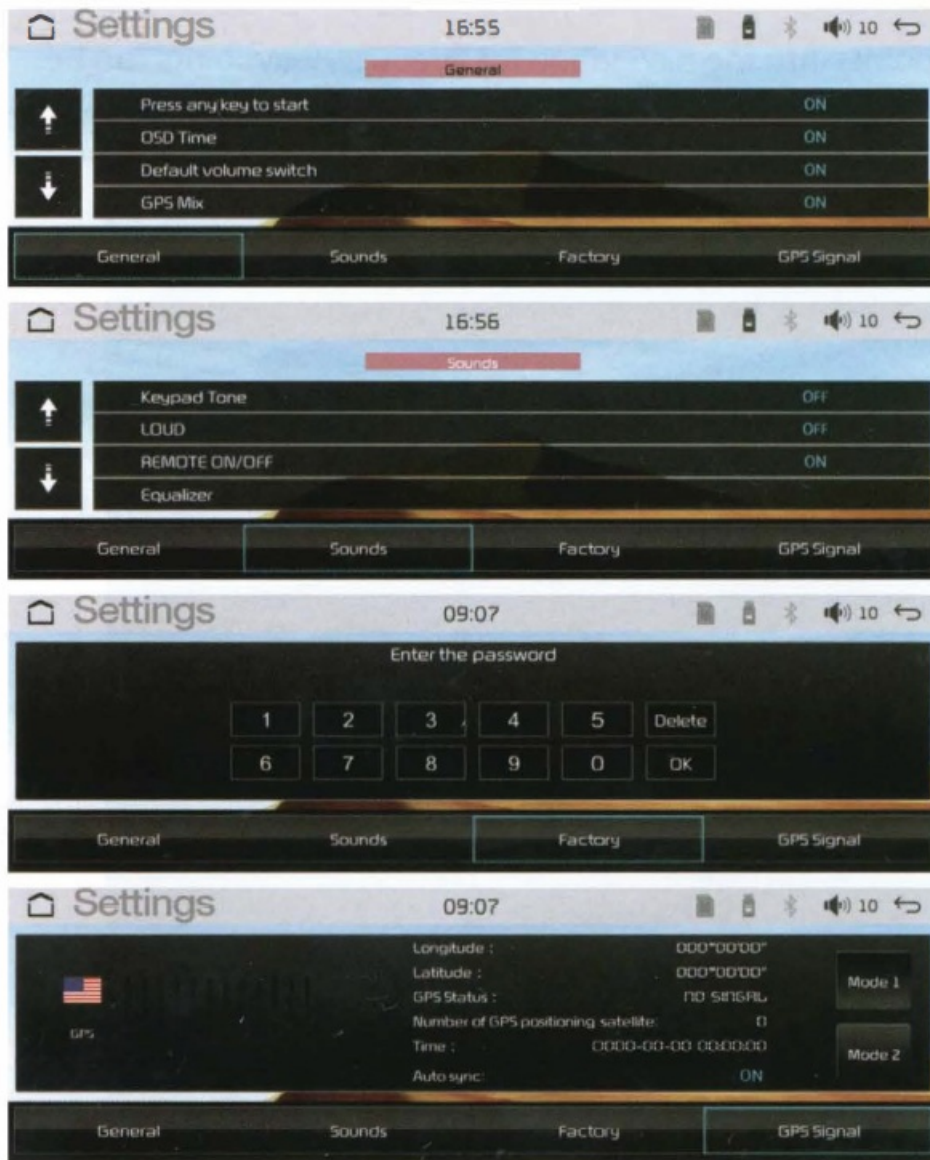 Settings 16:55 10
General
Press any key to start ON
OSD Time ON
Default volume switch ON
GPS Mix ON
General Sounds Factory GPS Signal
Settings 16:56 10
Sounds
Keypad Tone OFF
LOUD OFF
REMOTE ON/OFF ON
Equalizer
General Sounds Factory GPS Signal
Settings 09:07 10
Enter the password
1 2 3 4 5 Delete
6 7 8 9 0 OK
General Sounds Factory GPS Signal
Settings 09:07 10
Longitude : 000°00'00"
Latitude : 000°00'00"
Mode 1
GPS Status : NO SINGAL
GPS
Number of GPS positioning satellite: 0
Time : 0000-00-00 00:00:00
Mode 2
Auto sync: ON
General Sounds Factory GPS Signal